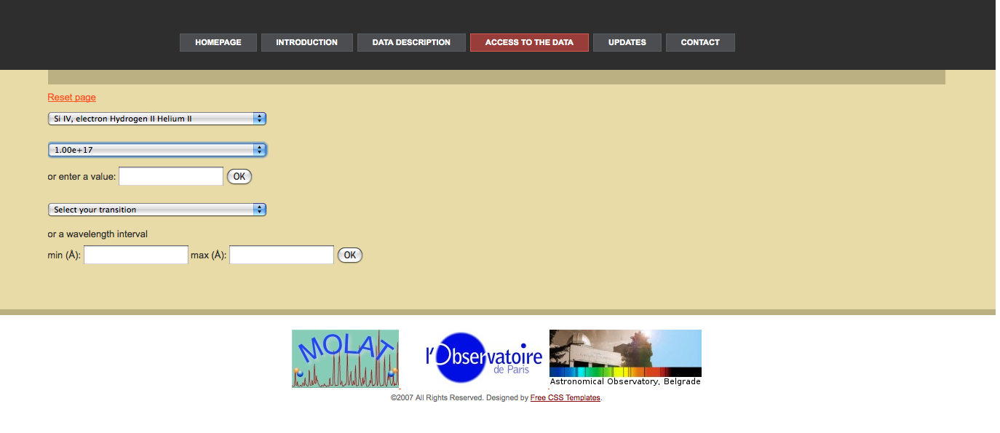 HOMEPAGE INTRODUCTION DATA DESCRIPTION ACCESS TO THE DATA UPDATES CONTACT
Reset page
Si IV, electron Hydrogen II Helium II
1.00e+17
or enter a value: OK
Select your transition
or a wavelength interval
min (Å): max (Å): OK
MOLAT
l'Observatoire
de Paris
Astronomical Observatory, Belgrade
©2007 All Rights Reserved. Designed by Free CSS Templates.